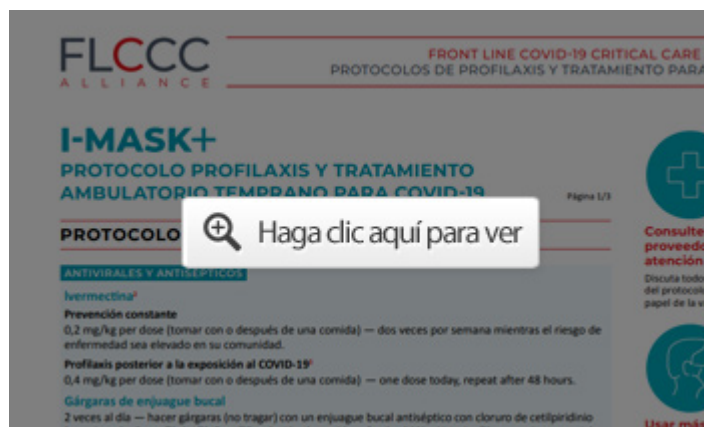 FLCCC
ALLIANCE
FRONT LINE COVID-19 CRITICAL CARE
PROTOCOLOS DE PROFILAXIS Y TRATAMIENTO PARA
I-MASK+
PROTOCOLO PROFILAXIS Y TRATAMIENTO
AMBULATORIO TEMPRANO PARA COVID-19
Página 1/3
PROTOCOLO
Haga clic aquí para ver
ANTIVIRALES Y ANTISÉPTICOS
Ivermectina
Prevención constante
0,2 mg/kg per dose (tomar con o después de una comida) — dos veces por semana mientras el riesgo de
enfermedad sea elevado en su comunidad.
Profilaxis posterior a la exposición al COVID-19
0,4 mg/kg per dose (tomar con o después de una comida) — one dose today, repeat after 48 hours.
Gárgaras de enjuague bucal
2 veces al día — hacer gárgaras (no tragar) con un enjuague bucal antiséptico con cloruro de cetilpiridinio
Consulte
proveedo
atención
Discuta todo
del protocol
papel de la v
Usar más